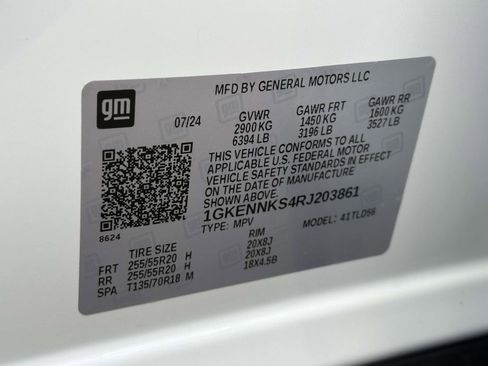 gm
MFD BY GENERAL MOTORS LLC
07/24 GVWR GAWR FRT GAWR RR
2900 KG 1450 KG 1600 KG
6394 LB 3196 LB 3527 LB
THIS VEHICLE CONFORMS TO ALL
APPLICABLE U.S. FEDERAL MOTOR
VEHICLE SAFETY STANDARDS IN EFFECT
ON THE DATE OF MANUFACTURE SHOWN ABOVE.
1GKENNKS4RJ203861
8624 TYPE: MPV MODEL: 41TLD56
TIRE SIZE RIM
FRT 255/55R20 H 20X8J
RR 255/55R20 H 20X8J
SPA T135/70R18 M 18X4.5B